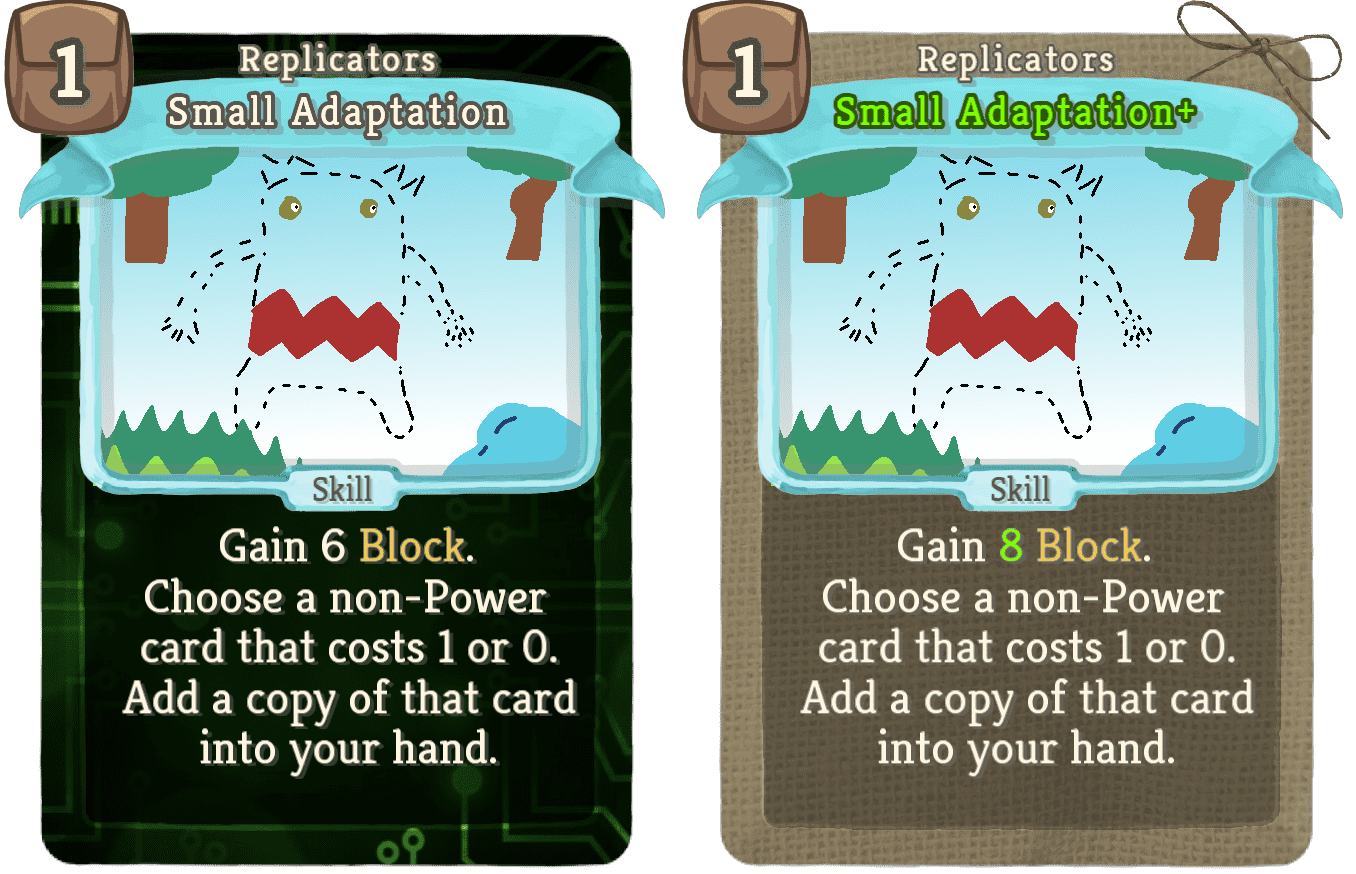 1
Replicators
Small Adaptation
Skill
Gain 6 Block.
Choose a non-Power
card that costs 1 or 0.
Add a copy of that card
into your hand.
1
Replicators
Small Adaptation+
Skill
Gain 8 Block.
Choose a non-Power
card that costs 1 or 0.
Add a copy of that card
into your hand.